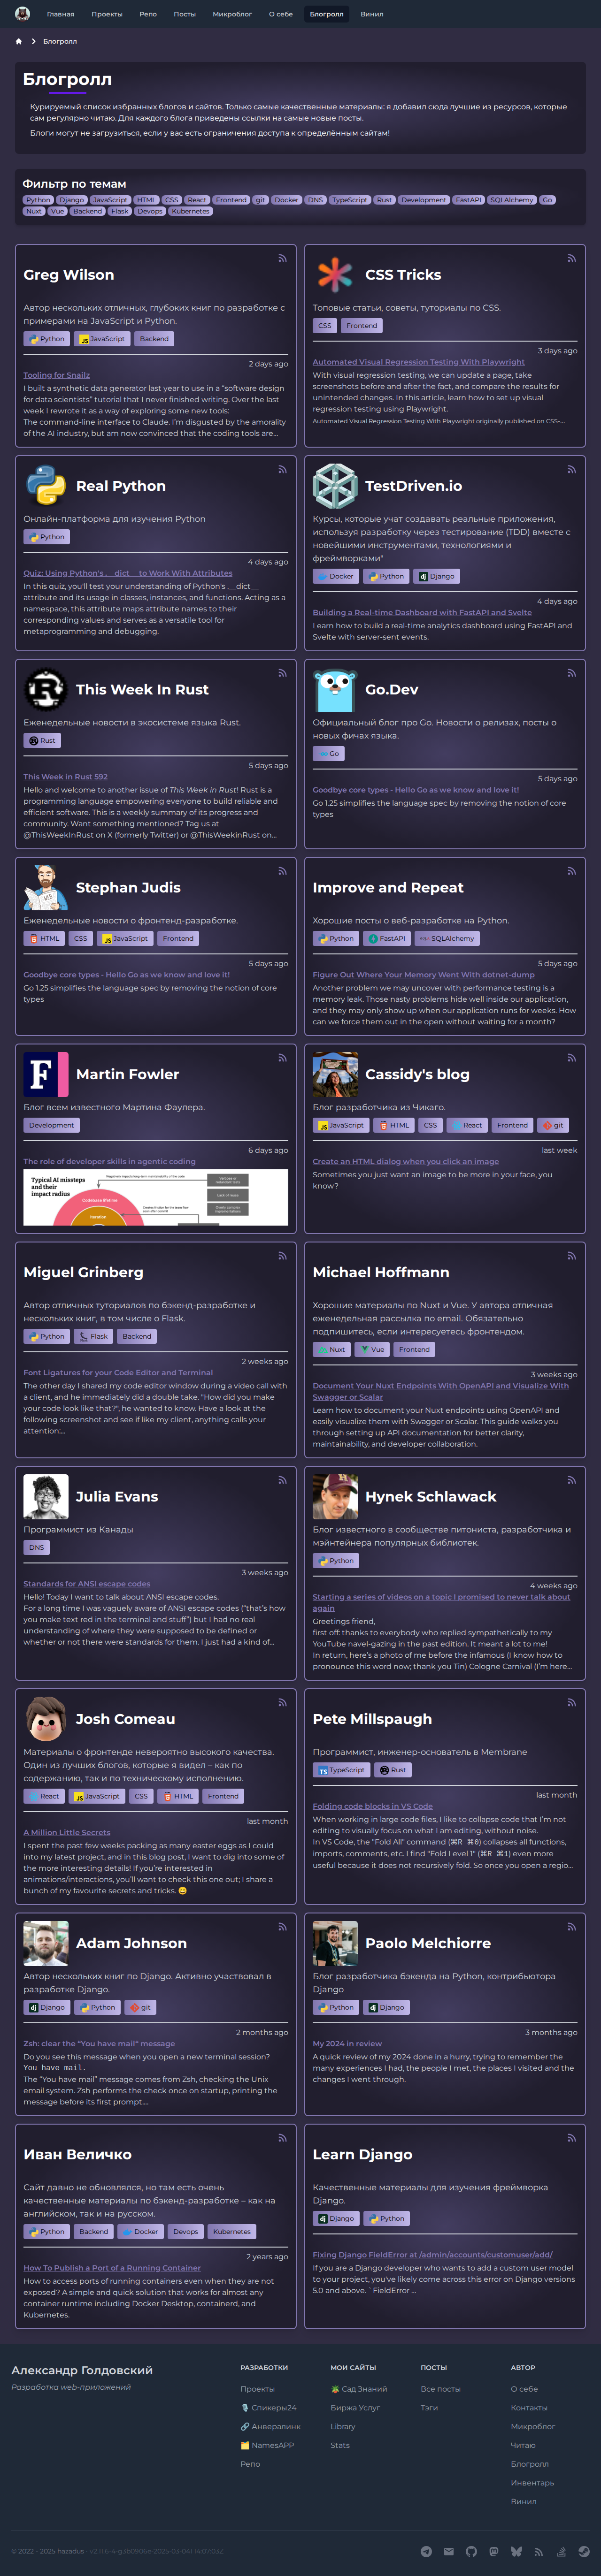 Главная Проекты Репо Посты Микроблог О себе Блогролл Винил
Блогролл
Блогролл
Курируемый список избранных блогов и сайтов. Только самые качественные материалы: я добавил сюда лучшие из ресурсов, которые
сам регулярно читаю. Для каждого блога приведены ссылки на самые новые посты.
Блоги могут не загрузиться, если у вас есть ограничения доступа к определённым сайтам!
Фильтр по темам
Python Django JavaScript HTML CSS React Frontend git Docker DNS TypeScript Rust Development FastAPI SQLAlchemy Go
Nuxt Vue Backend Flask Devops Kubernetes
Greg Wilson
Автор нескольких отличных, глубоких книг по разработке с
примерами на JavaScript и Python.
Python JavaScript Backend
2 days ago
Tooling for Snailz
I built a synthetic data generator last year to use in a “software design
for data scientists” tutorial that I never finished writing. Over the last
week I rewrote it as a way of exploring some new tools:
The command-line interface to Claude. I’m disgusted by the amorality
of the AI industry, but am now convinced that the coding tools are...
CSS Tricks
Топовые статьи, советы, туториалы по CSS.
CSS Frontend
3 days ago
Automated Visual Regression Testing With Playwright
With visual regression testing, we can update a page, take
screenshots before and after the fact, and compare the results for
unintended changes. In this article, learn how to set up visual
regression testing using Playwright.
Automated Visual Regression Testing With Playwright originally published on CSS-...
Real Python
Онлайн-платформа для изучения Python
Python
4 days ago
Quiz: Using Python's .__dict__ to Work With Attributes
In this quiz, you'll test your understanding of Python's .__dict__
attribute and its usage in classes, instances, and functions. Acting as a
namespace, this attribute maps attribute names to their
corresponding values and serves as a versatile tool for
metaprogramming and debugging.
TestDriven.io
Курсы, которые учат создавать реальные приложения,
используя разработку через тестирование (TDD) вместе с
новейшими инструментами, технологиями и
фреймворками"
Docker Python Django
4 days ago
Building a Real-time Dashboard with FastAPI and Svelte
Learn how to build a real-time analytics dashboard using FastAPI and
Svelte with server-sent events.
This Week In Rust
Еженедельные новости в экосистеме языка Rust.
Rust
5 days ago
This Week in Rust 592
Hello and welcome to another issue of This Week in Rust! Rust is a
programming language empowering everyone to build reliable and
efficient software. This is a weekly summary of its progress and
community. Want something mentioned? Tag us at
@ThisWeekInRust on X (formerly Twitter) or @ThisWeekinRust on...
Go.Dev
Официальный блог про Go. Новости о релизах, посты о
новых фичах языка.
Go
5 days ago
Goodbye core types - Hello Go as we know and love it!
Go 1.25 simplifies the language spec by removing the notion of core
types
Stephan Judis
Еженедельные новости о фронтенд-разработке.
HTML CSS JavaScript Frontend
5 days ago
Goodbye core types - Hello Go as we know and love it!
Go 1.25 simplifies the language spec by removing the notion of core
types
Improve and Repeat
Хорошие посты о веб-разработке на Python.
Python FastAPI SQLAlchemy
5 days ago
Figure Out Where Your Memory Went With dotnet-dump
Another problem we may uncover with performance testing is a
memory leak. Those nasty problems hide well inside our application,
and they may only show up when our application runs for weeks. How
can we force them out in the open without waiting for a month?
Martin Fowler
Блог всем известного Мартина Фаулера.
Development
6 days ago
The role of developer skills in agentic coding
Typical AI missteps
and their
impact radius
Cassidy's blog
Блог разработчика из Чикаго.
JavaScript HTML CSS React Frontend git
last week
Create an HTML dialog when you click an image
Sometimes you just want an image to be more in your face, you
know?
Miguel Grinberg
Автор отличных туториалов по бэкенд-разработке и
нескольких книг, в том числе о Flask.
Python Flask Backend
2 weeks ago
Font Ligatures for your Code Editor and Terminal
The other day I shared my code editor window during a video call with
a client, and he immediately did a double take. "How did you make
your code look like that?", he wanted to know. Have a look at the
following screenshot and see if like my client, anything calls your
attention:...
Michael Hoffmann
Хорошие материалы по Nuxt и Vue. У автора отличная
еженедельная рассылка по email. Обязательно
подпишитесь, если интересуетесь фронтендом.
Nuxt Vue Frontend
3 weeks ago
Document Your Nuxt Endpoints With OpenAPI and Visualize With
Swagger or Scalar
Learn how to document your Nuxt endpoints using OpenAPI and
easily visualize them with Swagger or Scalar. This guide walks you
through setting up API documentation for better clarity,
maintainability, and developer collaboration.
Julia Evans
Программист из Канады
DNS
3 weeks ago
Standards for ANSI escape codes
Hello! Today I want to talk about ANSI escape codes.
For a long time I was vaguely aware of ANSI escape codes (“that’s how
you make text red in the terminal and stuff”) but I had no real
understanding of where they were supposed to be defined or
whether or not there were standards for them. I just had a kind of...
Hynek Schlawack
Блог известного в сообществе питониста, разработчика и
мэйнтейнера популярных библиотек.
Python
4 weeks ago
Starting a series of videos on a topic I promised to never talk about
again
Greetings friend,
first off: thanks to everybody who replied sympathetically to my
YouTube navel-gazing in the past edition. It meant a lot to me!
In return, here’s a photo of me before the infamous (I know how to
pronounce this word now; thank you Tin) Cologne Carnival (I’m here...
Josh Comeau
Материалы о фронтенде невероятно высокого качества.
Один из лучших блогов, которые я видел – как по
содержанию, так и по техническому исполнению.
React JavaScript CSS HTML Frontend
last month
A Million Little Secrets
I spent the past few weeks packing as many easter eggs as I could
into my latest project, and in this blog post, I want to dig into some of
the more interesting details! If you’re interested in
animations/interactions, you’ll want to check this one out; I share a
bunch of my favourite secrets and tricks. 😄
Pete Millspaugh
Программист, инженер-основатель в Membrane
TypeScript Rust
last month
Folding code blocks in VS Code
When working in large code files, I like to collapse code that I’m not
editing to visually focus on what I am editing, without noise.
In VS Code, the "Fold All" command (⌘R ⌘0) collapses all functions,
imports, comments, etc. I find "Fold Level 1" (⌘R ⌘1) even more
useful because it does not recursively fold. So once you open a regio...
Adam Johnson
Автор нескольких книг по Django. Активно участвовал в
разработке Django.
Django Python git
2 months ago
Zsh: clear the “You have mail” message
Do you see this message when you open a new terminal session?
You have mail.
The “You have mail” message comes from Zsh, checking the Unix
email system. Zsh performs the check once on startup, printing the
message before its first prompt....
Paolo Melchiorre
Блог разработчика бэкенда на Python, контрибьютора
Django
Python Django
3 months ago
My 2024 in review
A quick review of my 2024 done in a hurry, trying to remember the
many experiences I had, the people I met, the places I visited and the
changes I went through.
Иван Величко
Сайт давно не обновлялся, но там есть очень
качественные материалы по бэкенд-разработке – как на
английском, так и на русском.
Python Backend Docker Devops Kubernetes
2 years ago
How To Publish a Port of a Running Container
How to access ports of running containers even when they are not
exposed? A simple and quick solution that works for almost any
container runtime including Docker Desktop, containerd, and
Kubernetes.
Learn Django
Качественные материалы для изучения фреймворка
Django.
Django Python
Fixing Django FieldError at /admin/accounts/customuser/add/
If you are a Django developer who wants to add a custom user model
to your project, you've likely come across this error on Django versions
5.0 and above. ` FieldError ...
Александр Голдовский
Разработка web-приложений
РАЗРАБОТКИ
Проекты
🎙️ Спикеры24
🔗 Анвералинк
🗂️ NamesAPP
Репо
МОИ САЙТЫ
🪴 Сад Знаний
Биржа Услуг
Library
Stats
ПОСТЫ
Все посты
Тэги
АВТОР
О себе
Контакты
Микроблог
Читаю
Блогролл
Инвентарь
Винил
© 2022 - 2025 hazadus